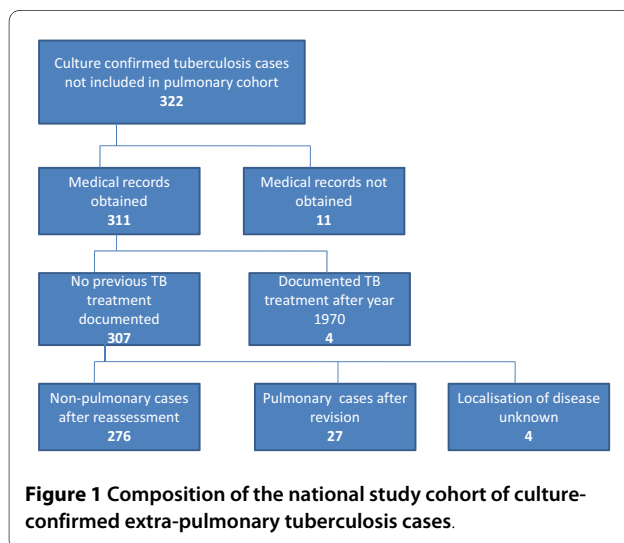 Culture confirmed tuberculosis cases
not included in pulmonary cohort
322
Medical records
obtained
311
Medical records not
obtained
11
No previous TB
treatment
documented
307
Documented TB
treatment after year
1970
4
Non-pulmonary cases
after reassessment
276
Pulmonary cases after
revision
27
Localisation of disease
unknown
4
Figure 1 Composition of the national study cohort of culture-
confirmed extra-pulmonary tuberculosis cases.